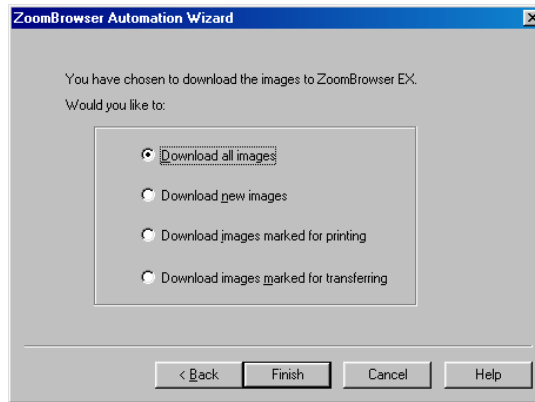 ZoomBrowser Automation Wizard
You have chosen to download the images to ZoomBrowser EX.
Would you like to:
Download all images
Download new images
Download images marked for printing
Download images marked for transferring
< Back Finish Cancel Help